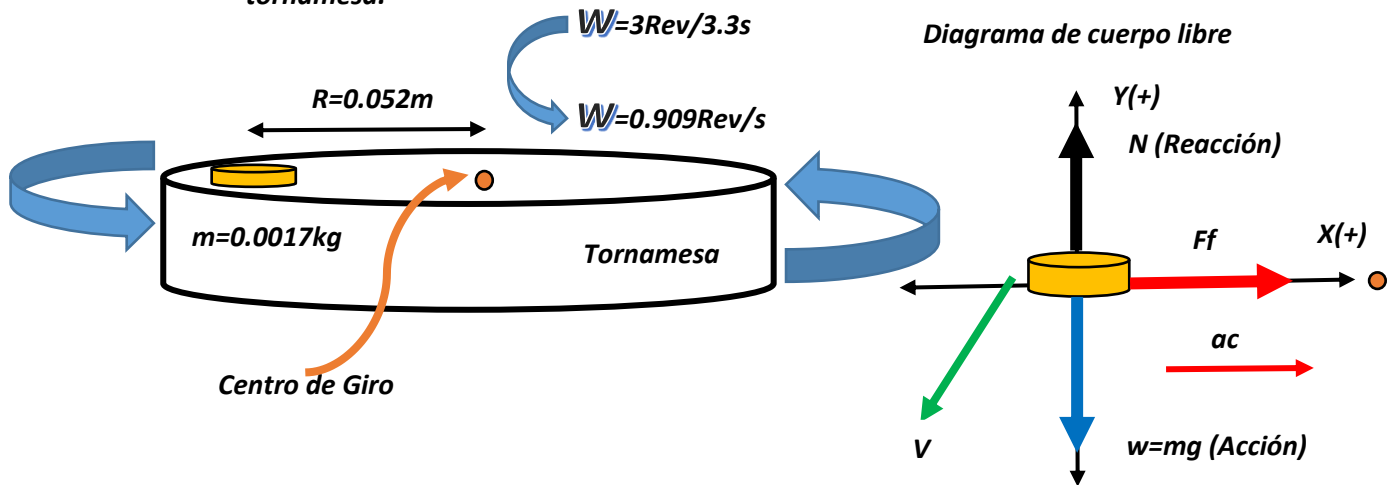 tornamesa.
W=3Rev/3.3s
Diagrama de cuerpo libre
R=0.052m
W=0.909Rev/s
Y(+)
N (Reacción)
m=0.0017kg
Tornamesa
Ff
X(+)
ac
Centro de Giro
V
w=mg (Acción)